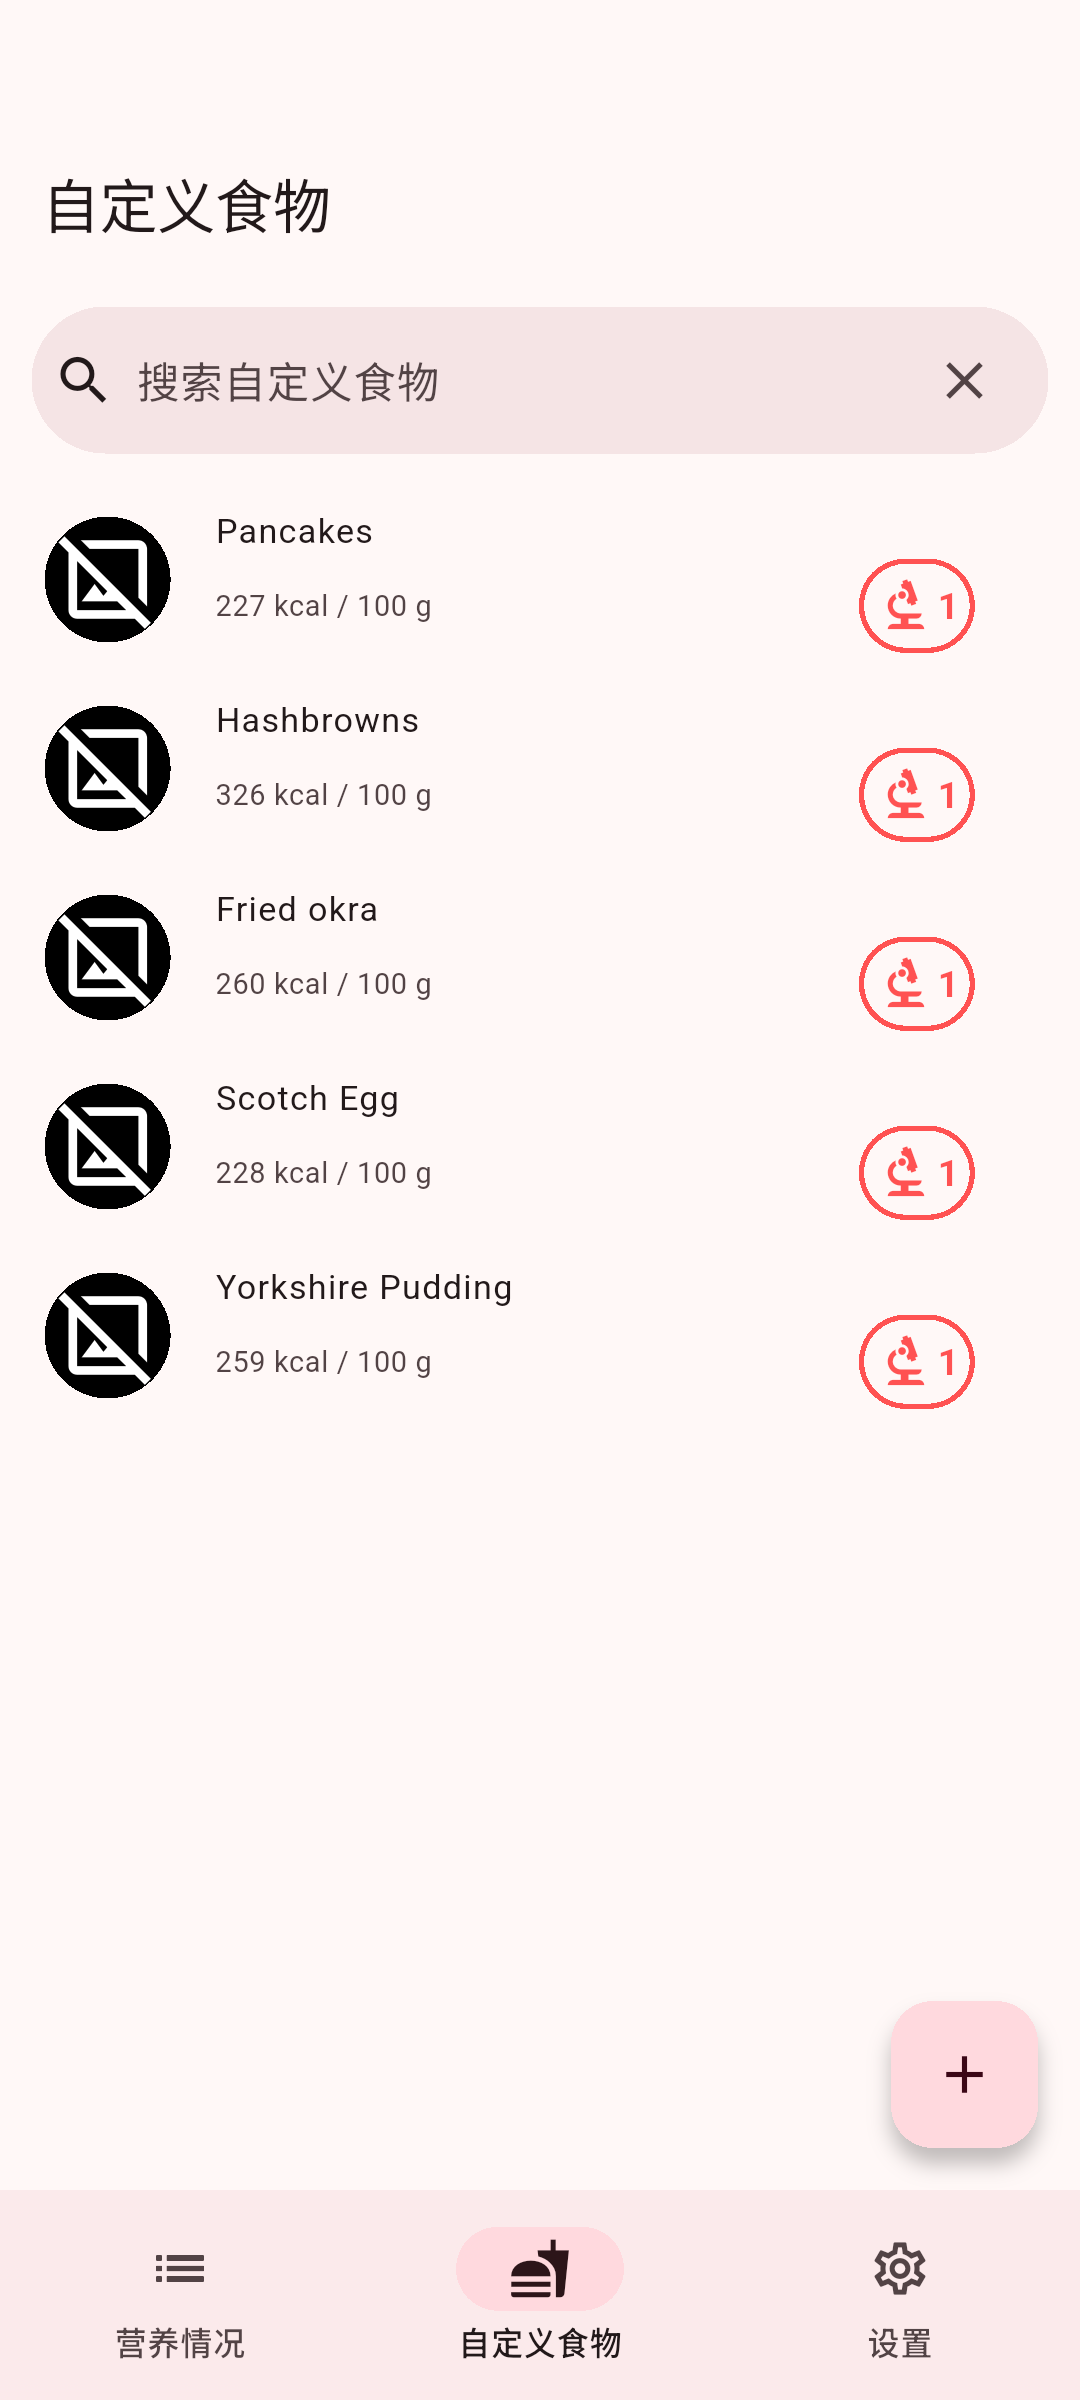 自定义食物
搜索自定义食物
Pancakes
227 kcal / 100 g
1
Hashbrowns
326 kcal / 100 g
1
Fried okra
260 kcal / 100 g
1
Scotch Egg
228 kcal / 100 g
1
Yorkshire Pudding
259 kcal / 100 g
1
营养情况
自定义食物
设置